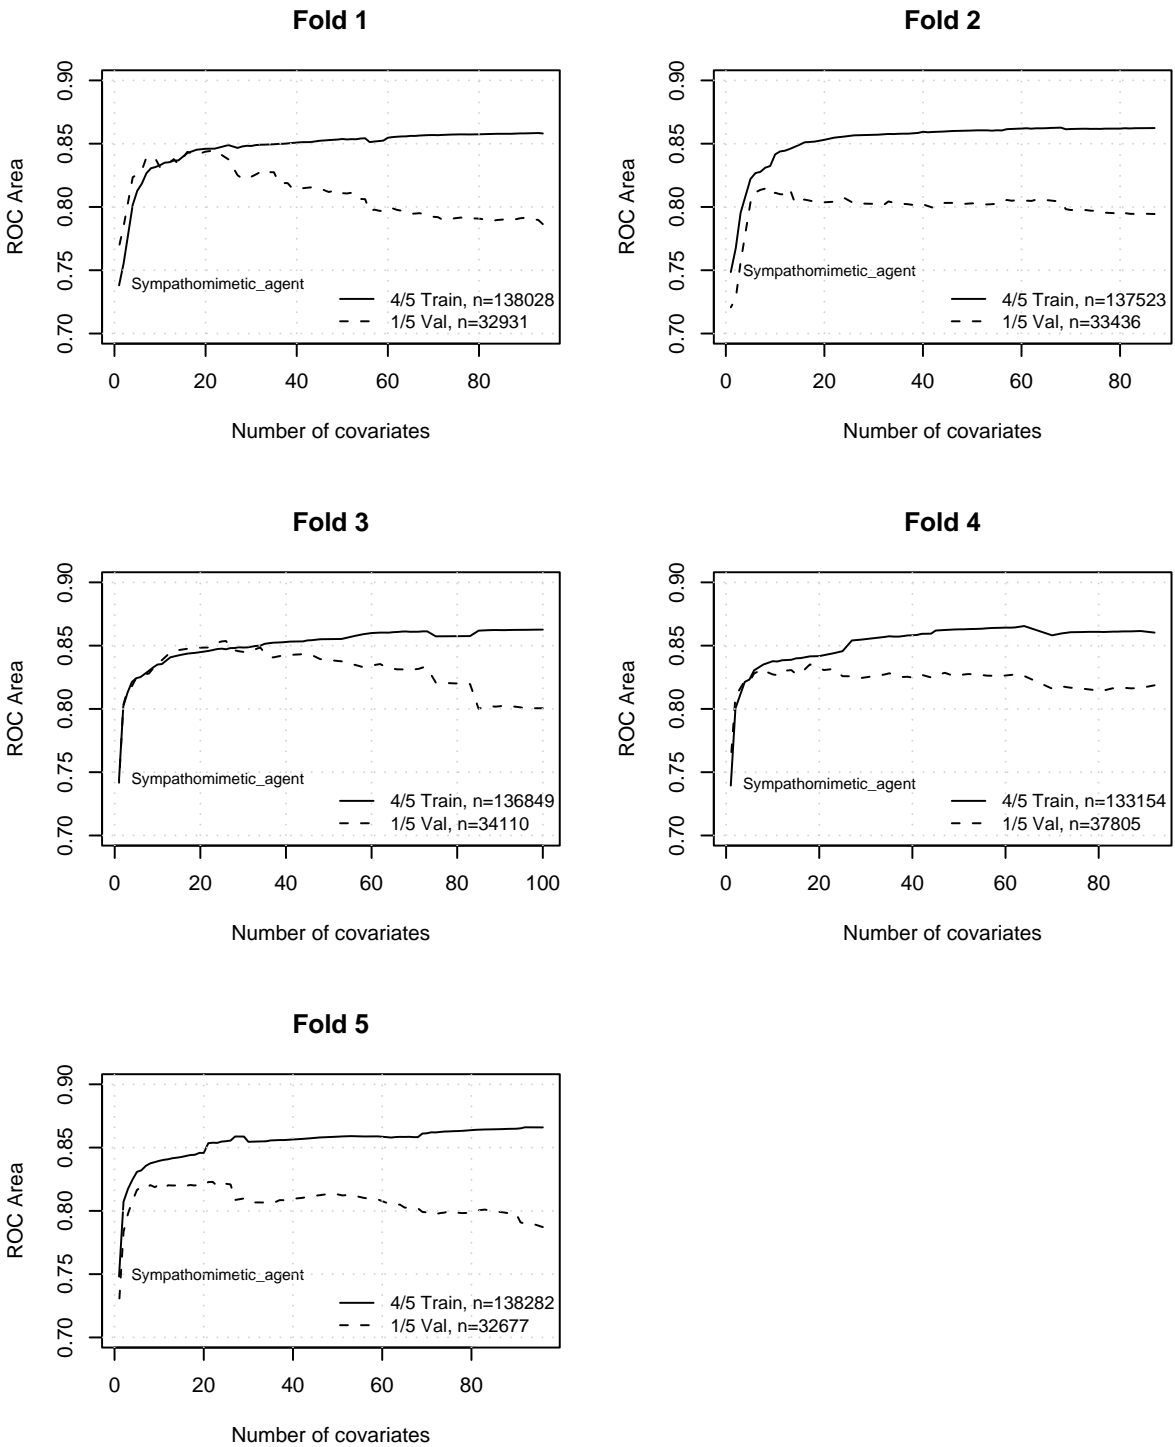 Fold 1
0.90
0.85
0.80
0.75
0.70
ROC Area
Sympathomimetic_agent
4/5 Train, n=138028
1/5 Val, n=32931
0 20 40 60 80
Number of covariates
Fold 2
0.90
0.85
0.80
0.75
0.70
ROC Area
Sympathomimetic_agent
4/5 Train, n=137523
1/5 Val, n=33436
0 20 40 60 80
Number of covariates
Fold 3
0.90
0.85
0.80
0.75
0.70
ROC Area
Sympathomimetic_agent
4/5 Train, n=136849
1/5 Val, n=34110
0 20 40 60 80 100
Number of covariates
Fold 4
0.90
0.85
0.80
0.75
0.70
ROC Area
Sympathomimetic_agent
4/5 Train, n=133154
1/5 Val, n=37805
0 20 40 60 80
Number of covariates
Fold 5
0.90
0.85
0.80
0.75
0.70
ROC Area
Sympathomimetic_agent
4/5 Train, n=138282
1/5 Val, n=32677
0 20 40 60 80
Number of covariates